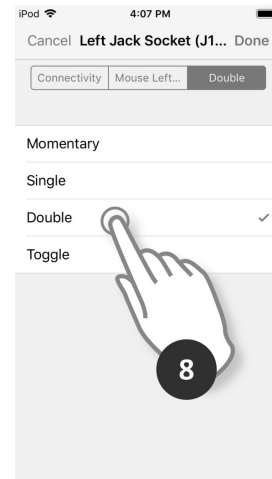 iPod 4:07 PM
Cancel Left Jack Socket (J1... Done
Connectivity Mouse Left... Double
Momentary
Single
Double
Toggle
8